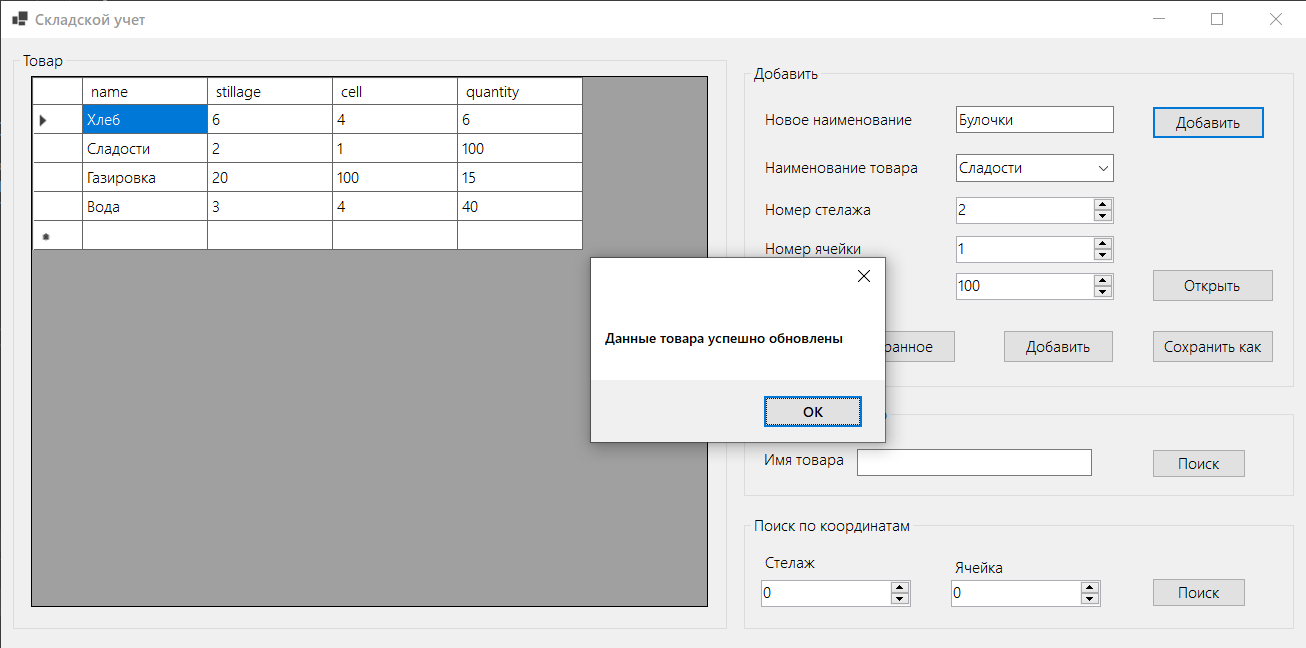 Складской учет
Товар
name stillage cell quantity
Хлеб 6 4 6
Сладости 2 1 100
Газировка 20 100 15
Вода 3 4 40
Добавить
Новое наименование Булочки Добавить
Наименование товара Сладости
Номер стелажа 2
Номер ячейки 1
100 Открыть
Данные товара успешно обновлены
OK
ранное Добавить Сохранить как
Имя товара Поиск
Поиск по координатам
Стелаж Ячейка
0 0 Поиск